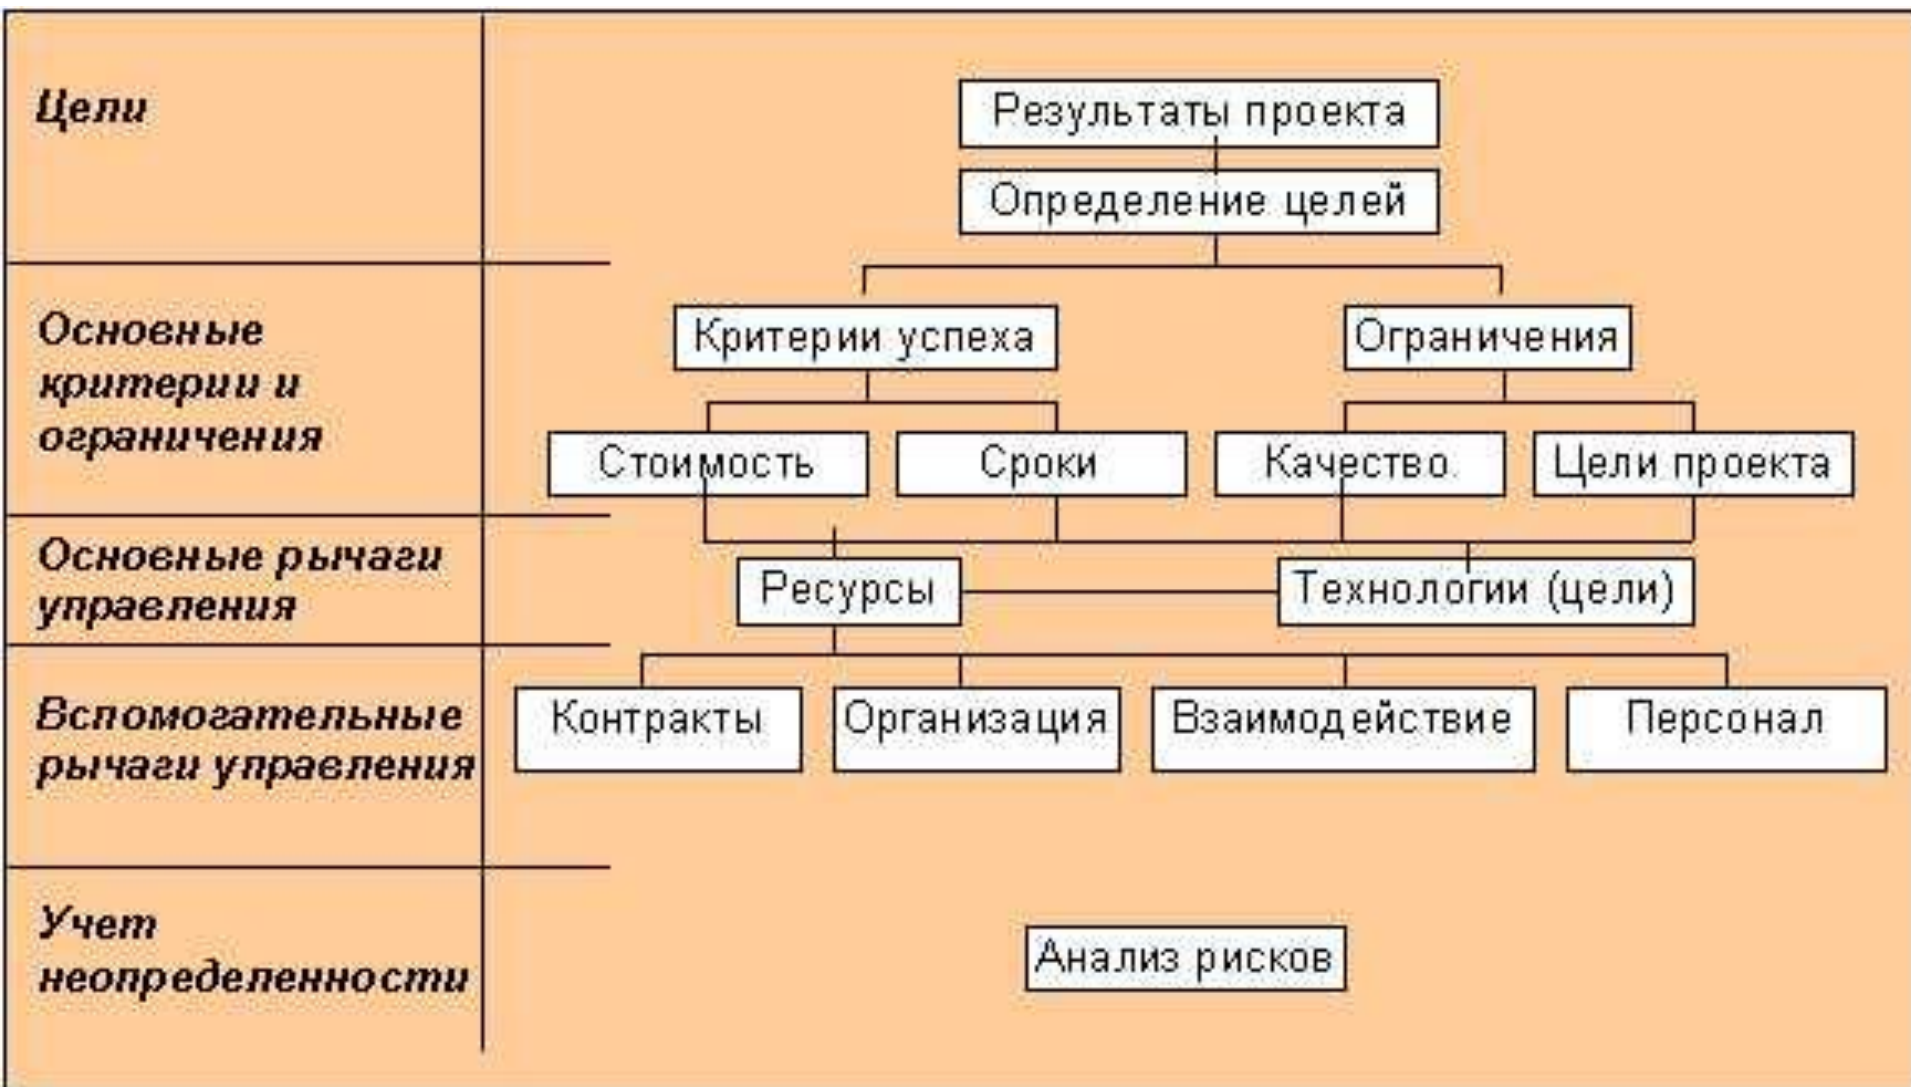 Цели
Результаты проекта
Определение целей
Основные
критерии и
ограничения
Критерии успеха
Ограничения
Стоимость
Сроки
Качество.
Цели проекта
Основные рычаги
управления
Ресурсы
Технологии (цели)
Вспомогательные
рычаги управления
Контракты
Организация
Взаимодействие
Персонал
Учет
неопределенности
Анализ рисков